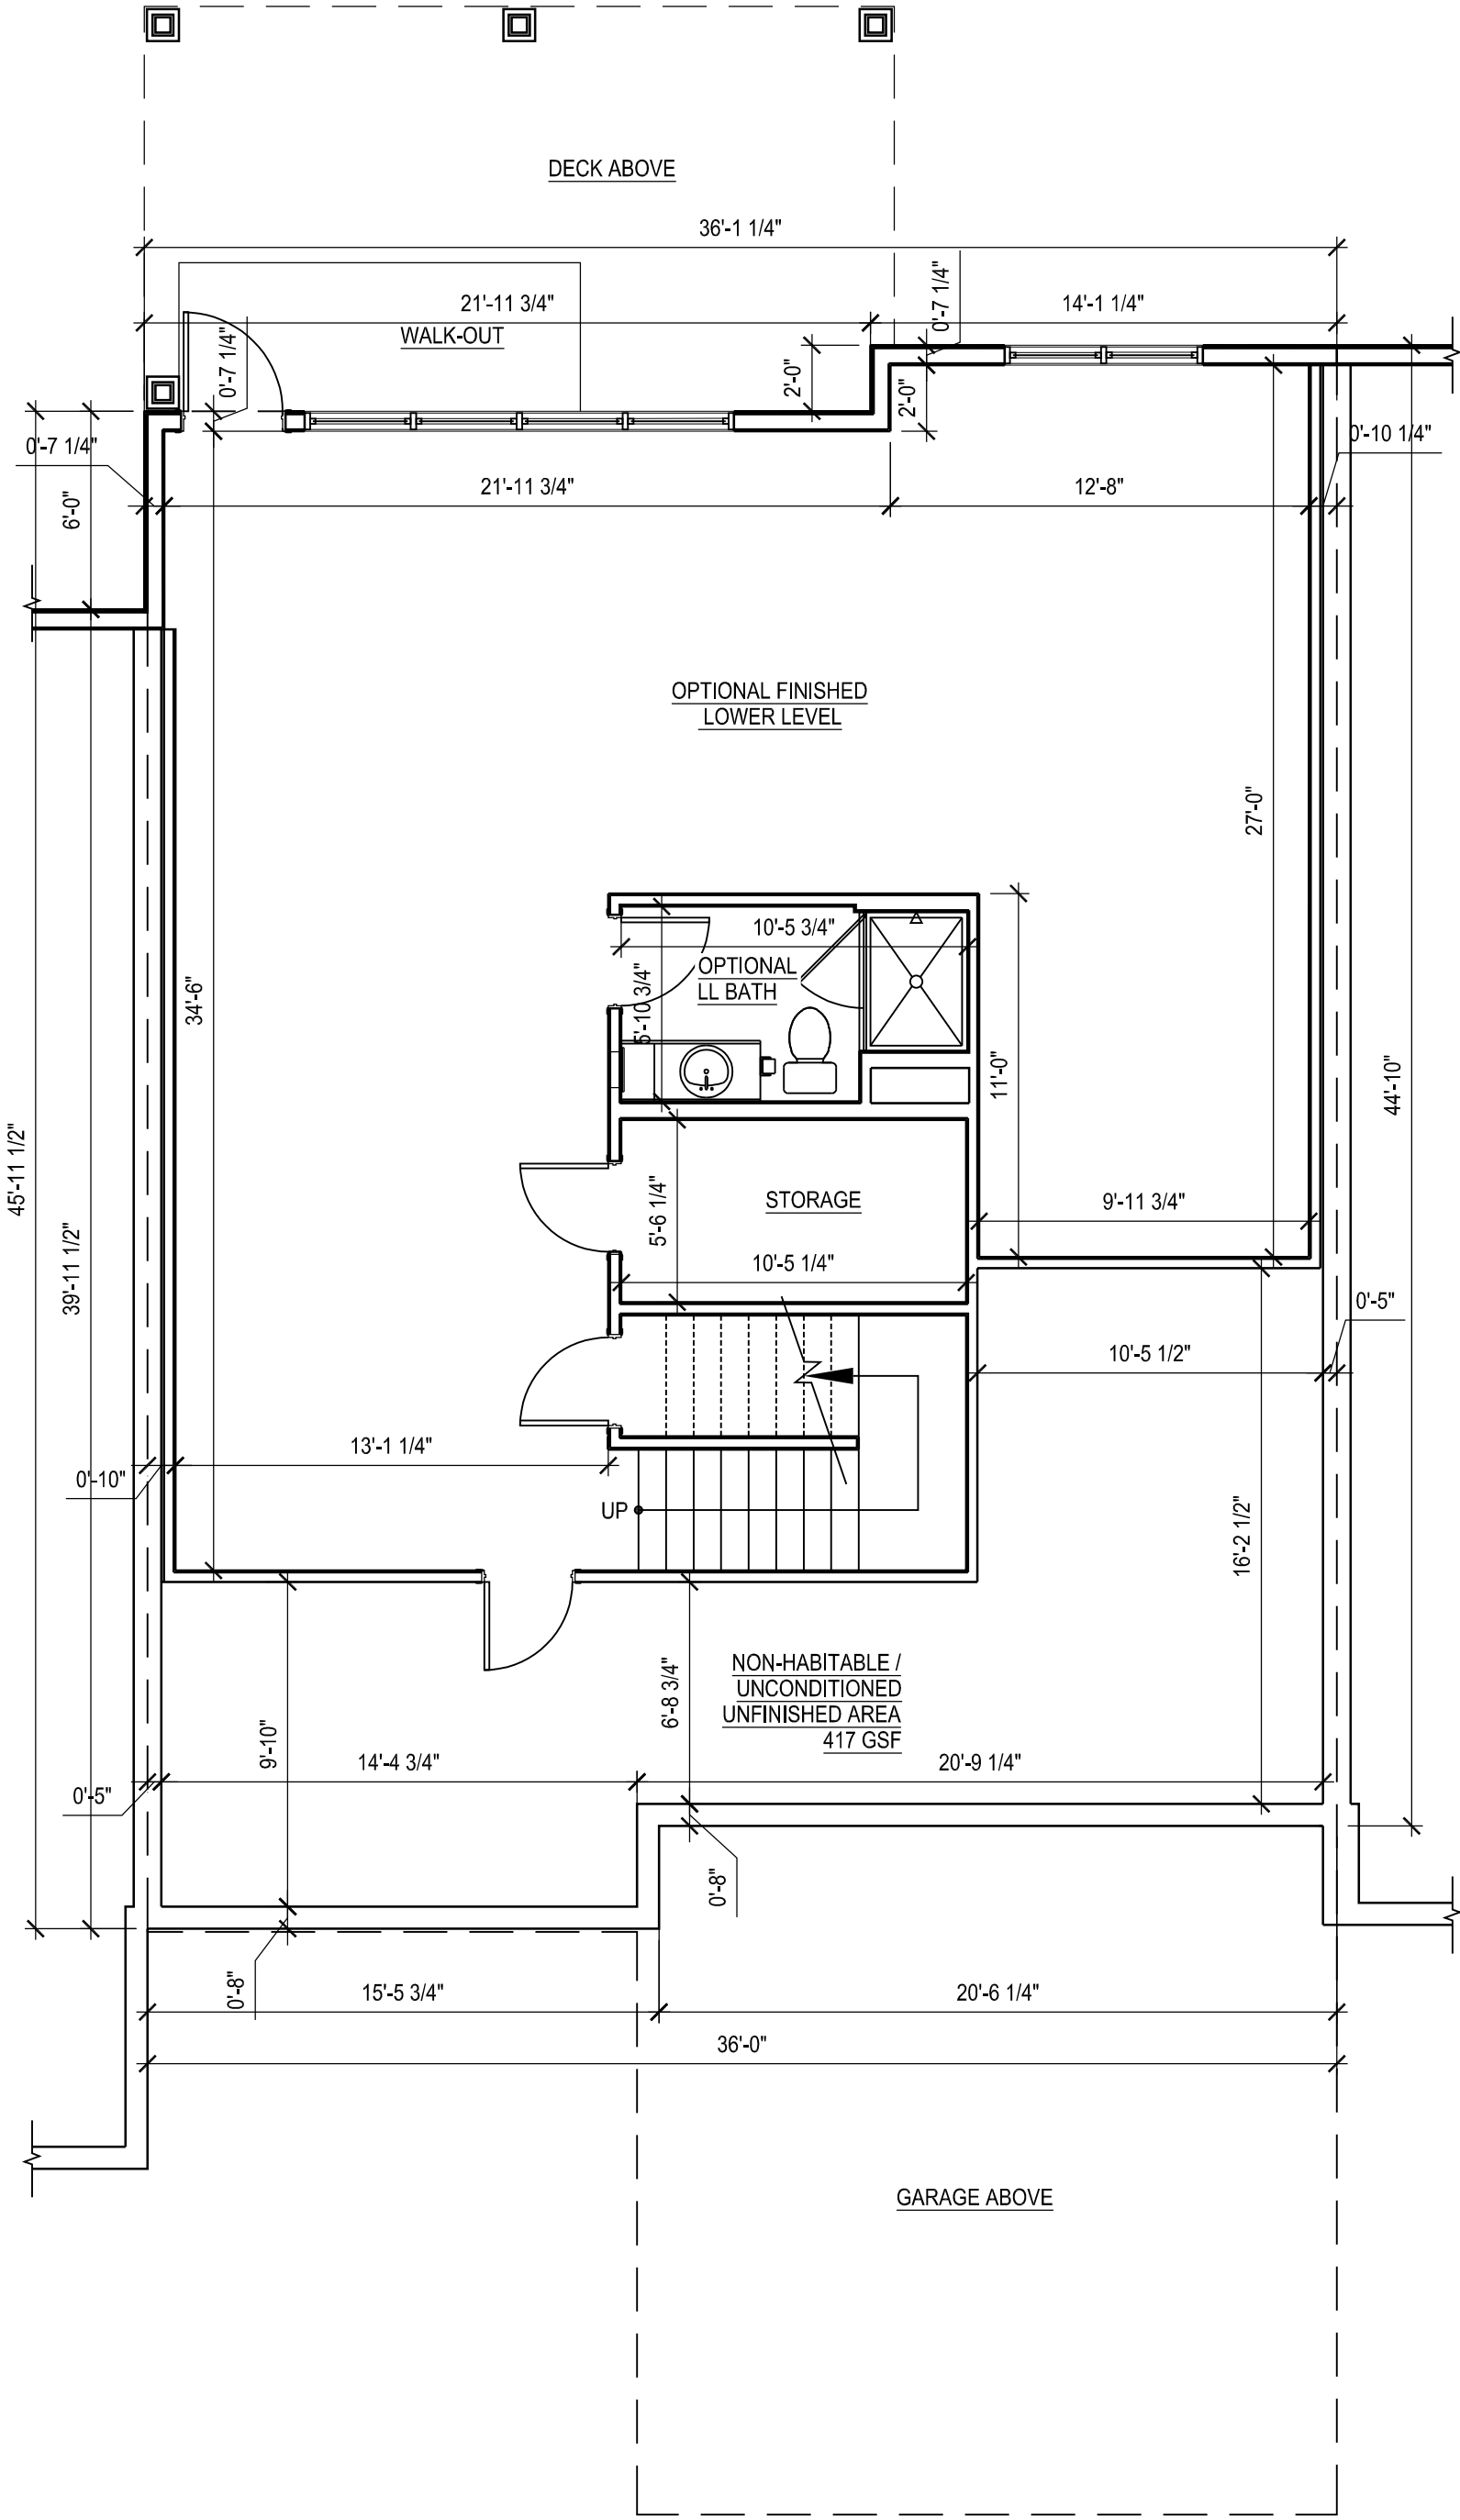 DECK ABOVE
36'-1 1/4"
0'-7 1/4"
21'-11 3/4"
14'-1 1/4"
WALK-OUT
0'-7 1/4"
2'-0"
2'-0"
0'-7 1/4"
0'-10 1/4"
6'-0"
21'-11 3/4"
12'-8"
OPTIONAL FINISHED
LOWER LEVEL
27'-0"
10'-5 3/4"
OPTIONAL
LL BATH
34'-6"
5'-10 3/4"
11'-0"
44'-10"
45'-11 1/2"
39'-11 1/2"
STORAGE
5'-6 1/4"
9'-11 3/4"
10'-5 1/4"
0'-5"
10'-5 1/2"
13'-1 1/4"
0'-10"
UP
16'-2 1/2"
NON-HABITABLE /
UNCONDITIONED
UNFINISHED AREA
417 GSF
6'-8 3/4"
9'-10"
14'-4 3/4"
20'-9 1/4"
0'-5"
0'-8"
0'-8"
15'-5 3/4"
20'-6 1/4"
36'-0"
GARAGE ABOVE